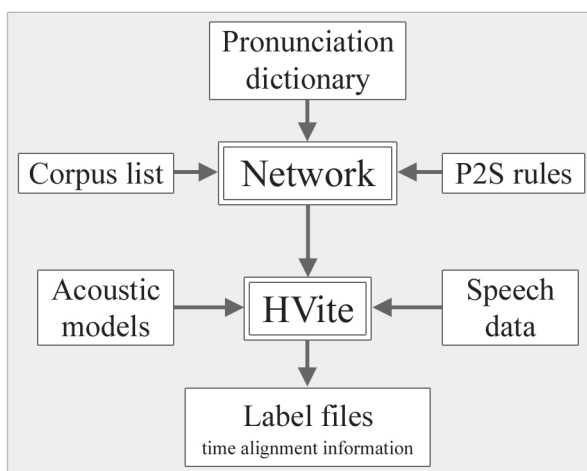 Pronunciation
dictionary
Corpus list
Network
P2S rules
Acoustic
models
HVite
Speech
data
Label files
time alignment information